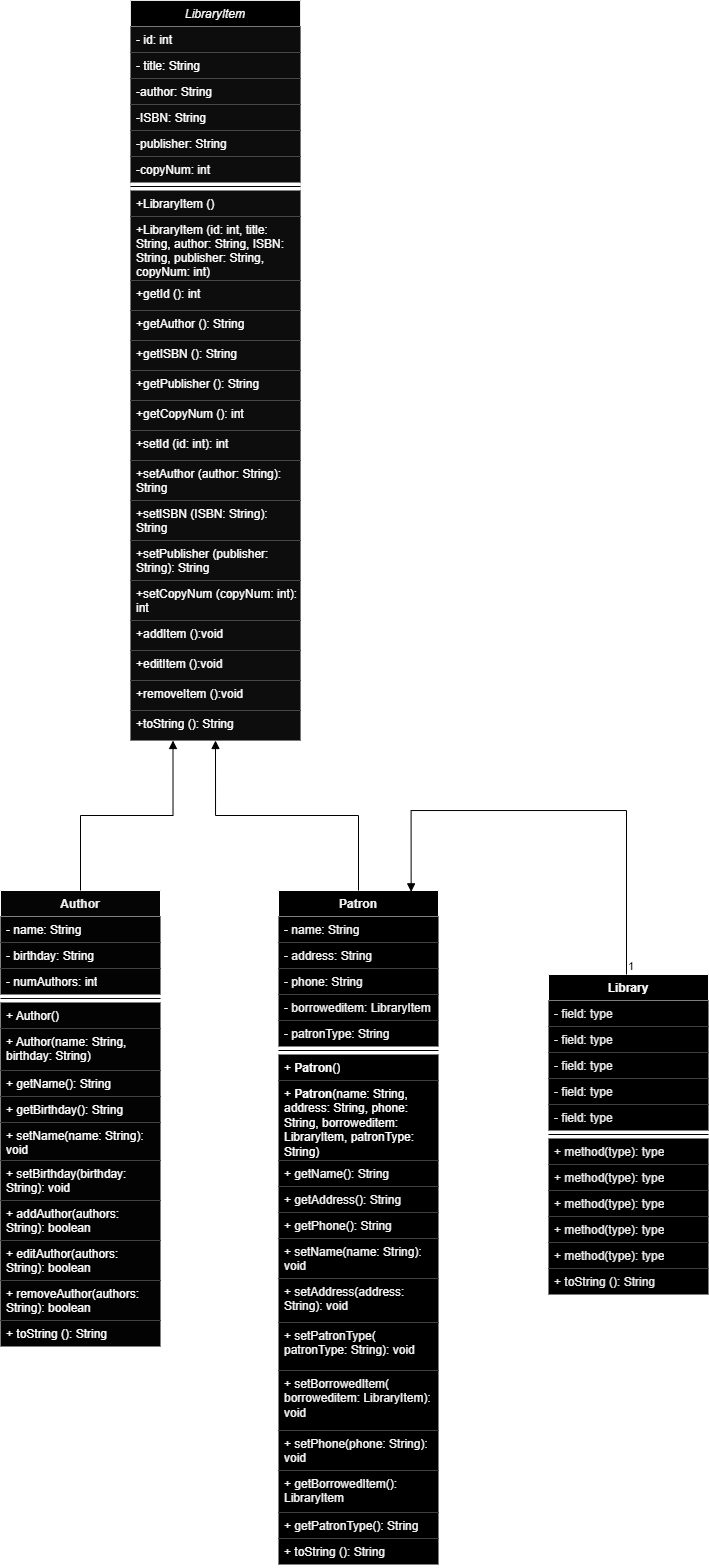 LibraryItem
- id: int
- title: String
-author: String
-ISBN: String
-publisher: String
-copyNum: int
+LibraryItem ()
+LibraryItem (id: int, title:
String, author: String, ISBN:
String, publisher: String,
copyNum: int)
+getId (): int
+getAuthor (): String
+getISBN (): String
+getPublisher (): String
+getCopyNum (): int
+setId (id: int): int
+setAuthor (author: String):
String
+setISBN (ISBN: String):
String
+setPublisher (publisher:
String): String
+setCopyNum (copyNum: int):
int
+addItem ():void
+editItem ():void
+removeItem ():void
+toString (): String
Author
- name: String
- birthday: String
- numAuthors: int
+ Author()
+ Author(name: String,
birthday: String)
+ getName(): String
+ getBirthday(): String
+ setName(name: String):
void
+ setBirthday(birthday:
String): void
+ addAuthor(authors:
String): boolean
+ editAuthor(authors:
String): boolean
+ removeAuthor(authors:
String): boolean
+ toString (): String
Patron
- name: String
- address: String
- phone: String
- borroweditem: LibraryItem
- patronType: String
+ Patron()
+ Patron(name: String,
address: String, phone:
String, borroweditem:
LibraryItem, patronType:
String)
+ getName(): String
+ getAddress(): String
+ getPhone(): String
+ setName(name: String):
void
+ setAddress(address:
String): void
+ setPatronType(
patronType: String): void
+ setBorrowedItem(
borroweditem: LibraryItem):
void
+ setPhone(phone: String):
void
+ getBorrowedItem():
LibraryItem
+ getPatronType(): String
+ toString (): String
1
Library
- field: type
- field: type
- field: type
- field: type
- field: type
+ method(type): type
+ method(type): type
+ method(type): type
+ method(type): type
+ method(type): type
+ toString (): String